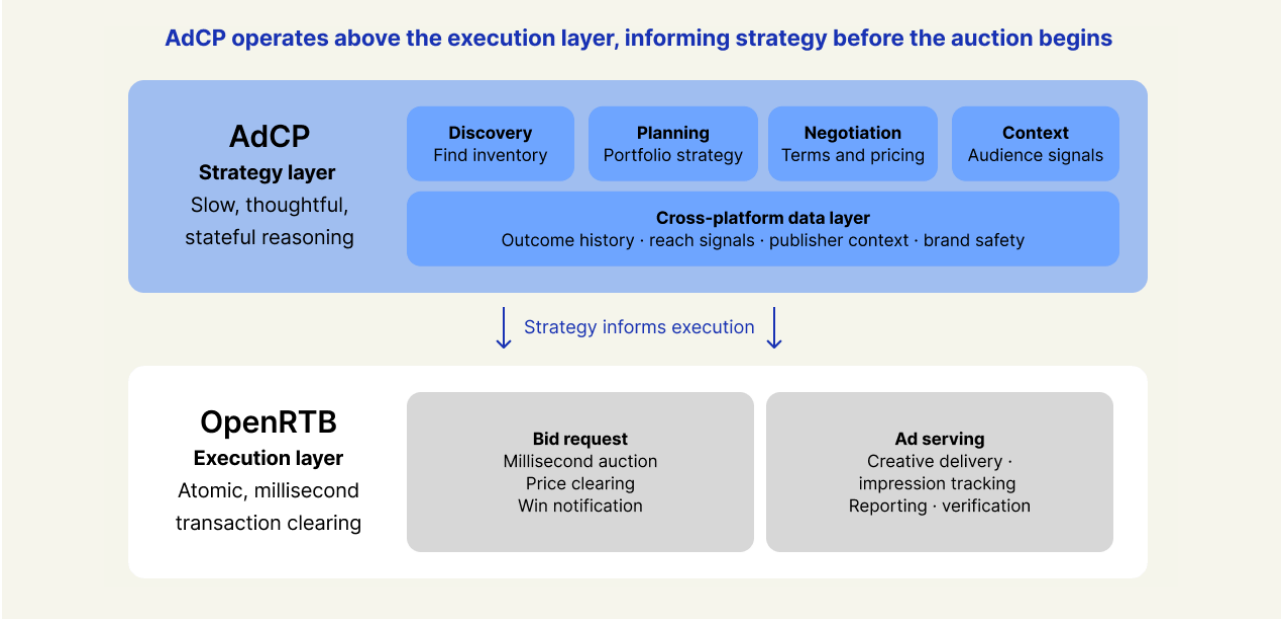 AdCP operates above the execution layer, informing strategy before the auction begins
AdCP
Strategy layer
Slow, thoughtful,
stateful reasoning
Discovery
Find inventory
Planning
Portfolio strategy
Negotiation
Terms and pricing
Context
Audience signals
Cross-platform data layer
Outcome history · reach signals · publisher context · brand safety
Strategy informs execution
OpenRTB
Execution layer
Atomic, millisecond
transaction clearing
Bid request
Millisecond auction
Price clearing
Win notification
Ad serving
Creative delivery ·
impression tracking
Reporting · verification